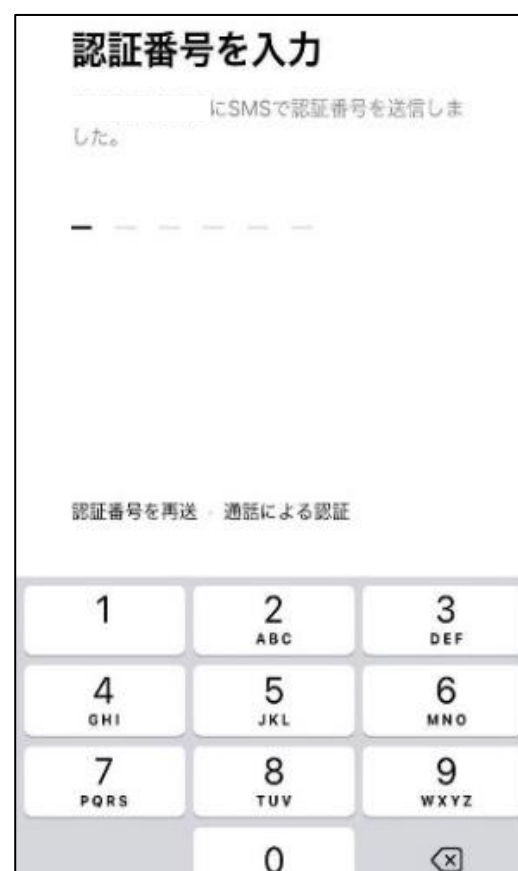 認証番号を入力
にSMSで認証番号を送信しま
した。
認証番号を再送 通話による認証
1 2 3
ABC DEF
4 5 6
GHI JKL MNO
7 8 9
PQRS TUV WXYZ
0